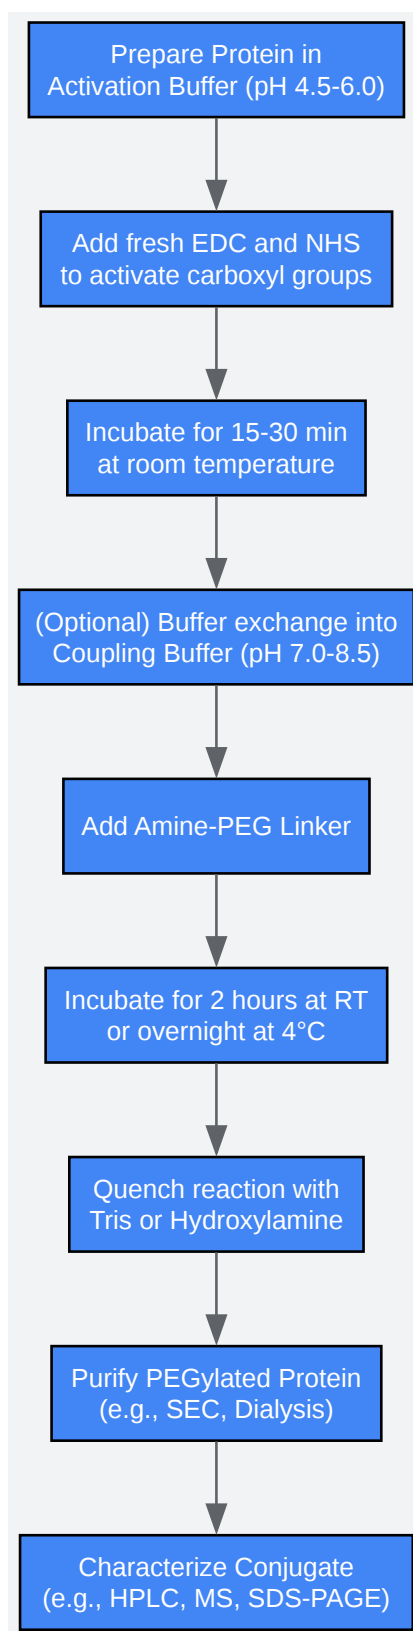 Prepare Protein in
Activation Buffer (pH 4.5-6.0)
Add fresh EDC and NHS
to activate carboxyl groups
Incubate for 15-30 min
at room temperature
(Optional) Buffer exchange into
Coupling Buffer (pH 7.0-8.5)
Add Amine-PEG Linker
Incubate for 2 hours at RT
or overnight at 4°C
Quench reaction with
Tris or Hydroxylamine
Purify PEGylated Protein
(e.g., SEC, Dialysis)
Characterize Conjugate
(e.g., HPLC, MS, SDS-PAGE)